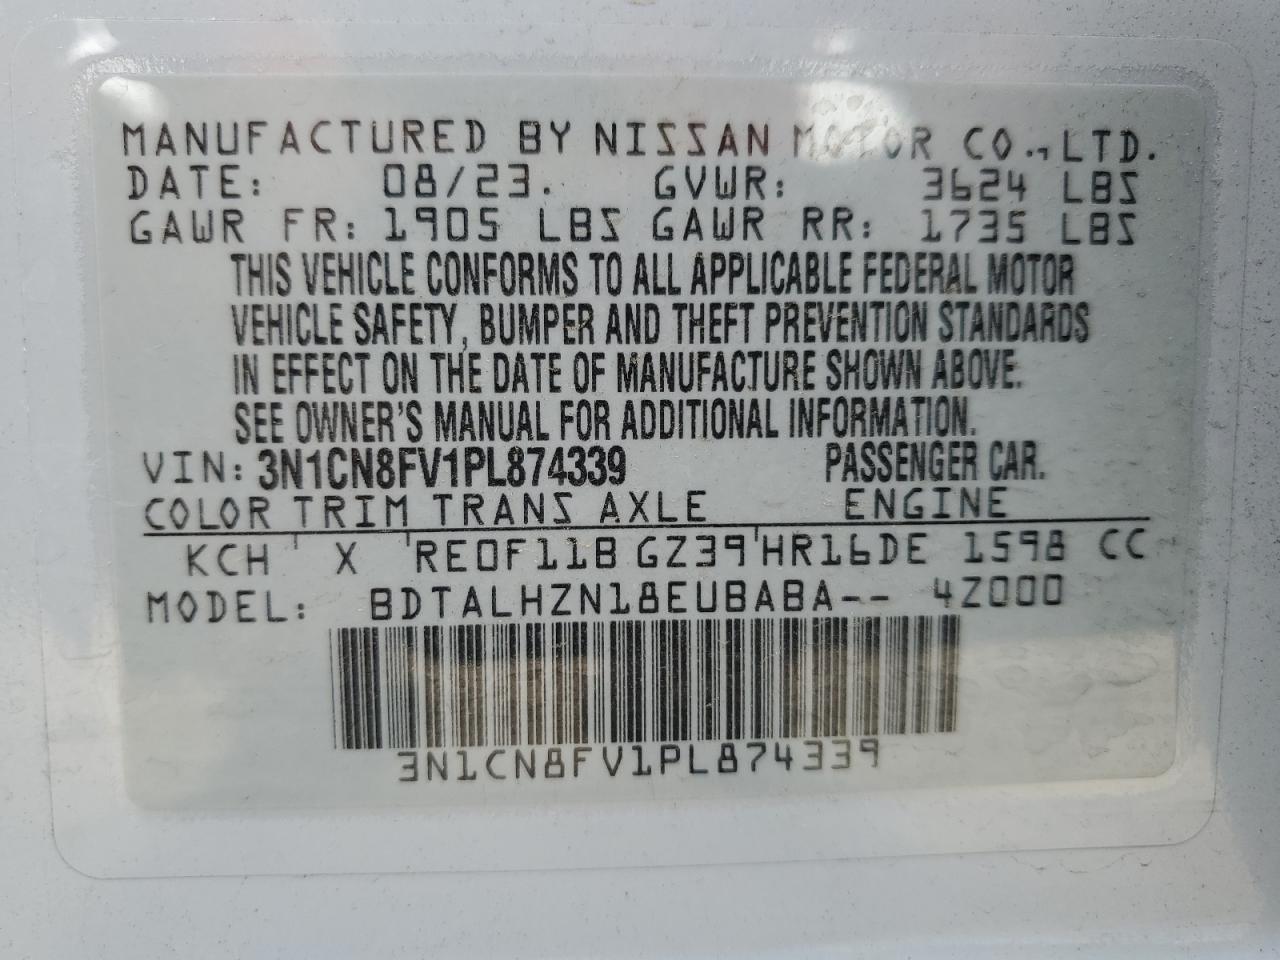 MANUFACTURED BY NISSAN MOTOR CO., LTD.
DATE: 08/23. GVWR: 3624 LBS
GAWR FR: 1905 LBS GAWR RR: 1735 LBS
THIS VEHICLE CONFORMS TO ALL APPLICABLE FEDERAL MOTOR
VEHICLE SAFETY, BUMPER AND THEFT PREVENTION STANDARDS
IN EFFECT ON THE DATE OF MANUFACTURE SHOWN ABOVE.
SEE OWNER'S MANUAL FOR ADDITIONAL INFORMATION.
VIN: 3N1CN8FV1PL874339 PASSENGER CAR.
COLOR TRIM TRANS AXLE ENGINE
KCH X RE0F11B GZ39 HR16DE 1598 CC
MODEL: BDTALHZN18EUBABA-- 4Z000
3N1CN8FV1PL874339